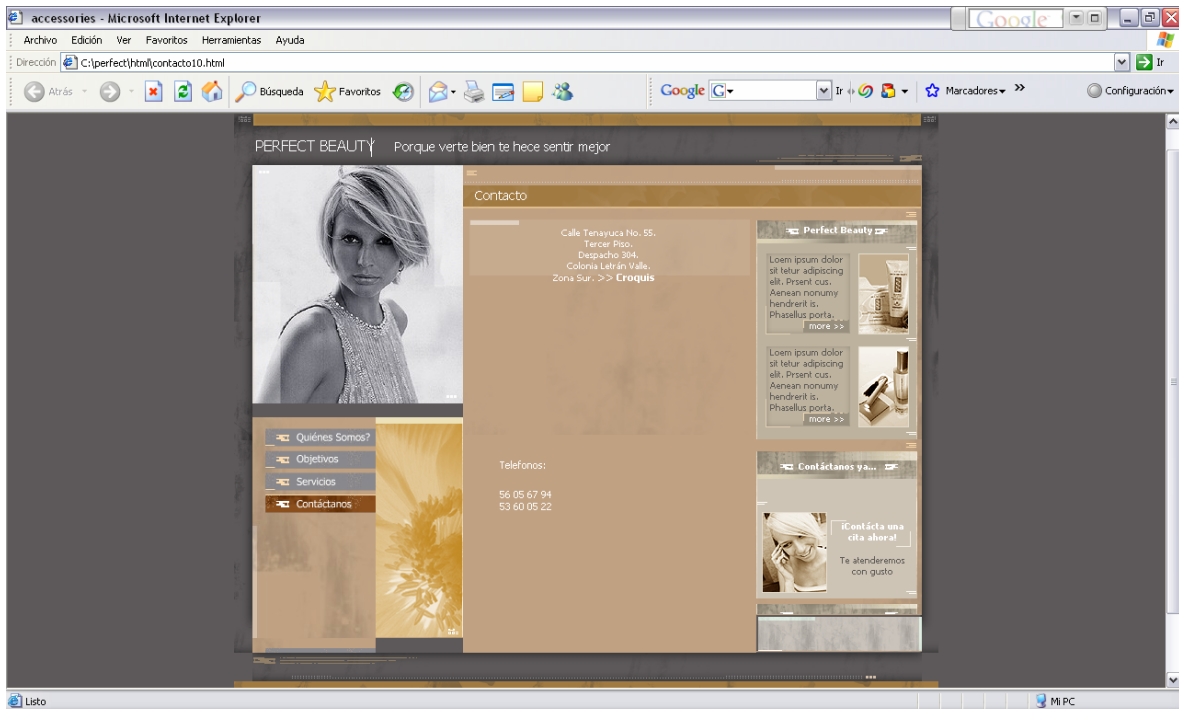 accessories - Microsoft Internet Explorer
Google
Archivo Edición Ver Favoritos Herramientas Ayuda
Dirección C:\perfect\html\contacto10.html Ir
Atrás Búsqueda Favoritos Google G Ir Marcadores >> Configuración
PERFECT BEAUTY Porque verte bien te hece sentir mejor
Contacto
Calle Tenayuca No. 55.
Tercer Piso.
Despacho 304.
Colonia Letrán Valle.
Zona Sur. >> Croquis
Telefonos:
56 05 67 94
53 60 05 22
Perfect Beauty
Loem ipsum dolor
sit tetur adipiscing
elit. Prsent cus.
Aenean nonumy
hendrerit is.
Phasellus porta.
more >>
Loem ipsum dolor
sit tetur adipiscing
elit. Prsent cus.
Aenean nonumy
hendrerit is.
Phasellus porta.
more >>
Quiénes Somos?
Objetivos
Servicios
Contáctanos
Contáctanos ya...
¡Contácta una
cita ahora!
Te atenderemos
con gusto
Listo Mi PC